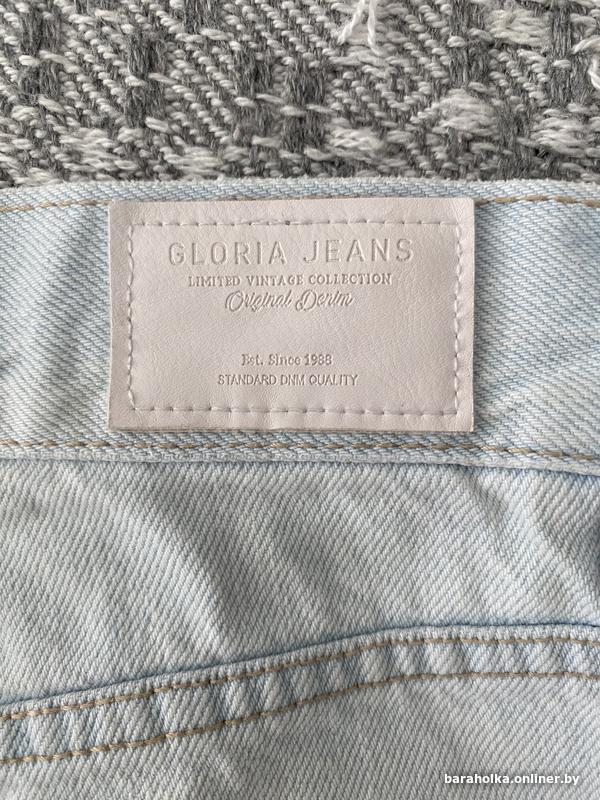 GLORIA JEANS
LIMITED VINTAGE COLLECTION
Original Denim
Est. Since 1988
STANDARD DNM QUALITY
baraholka.onliner.by